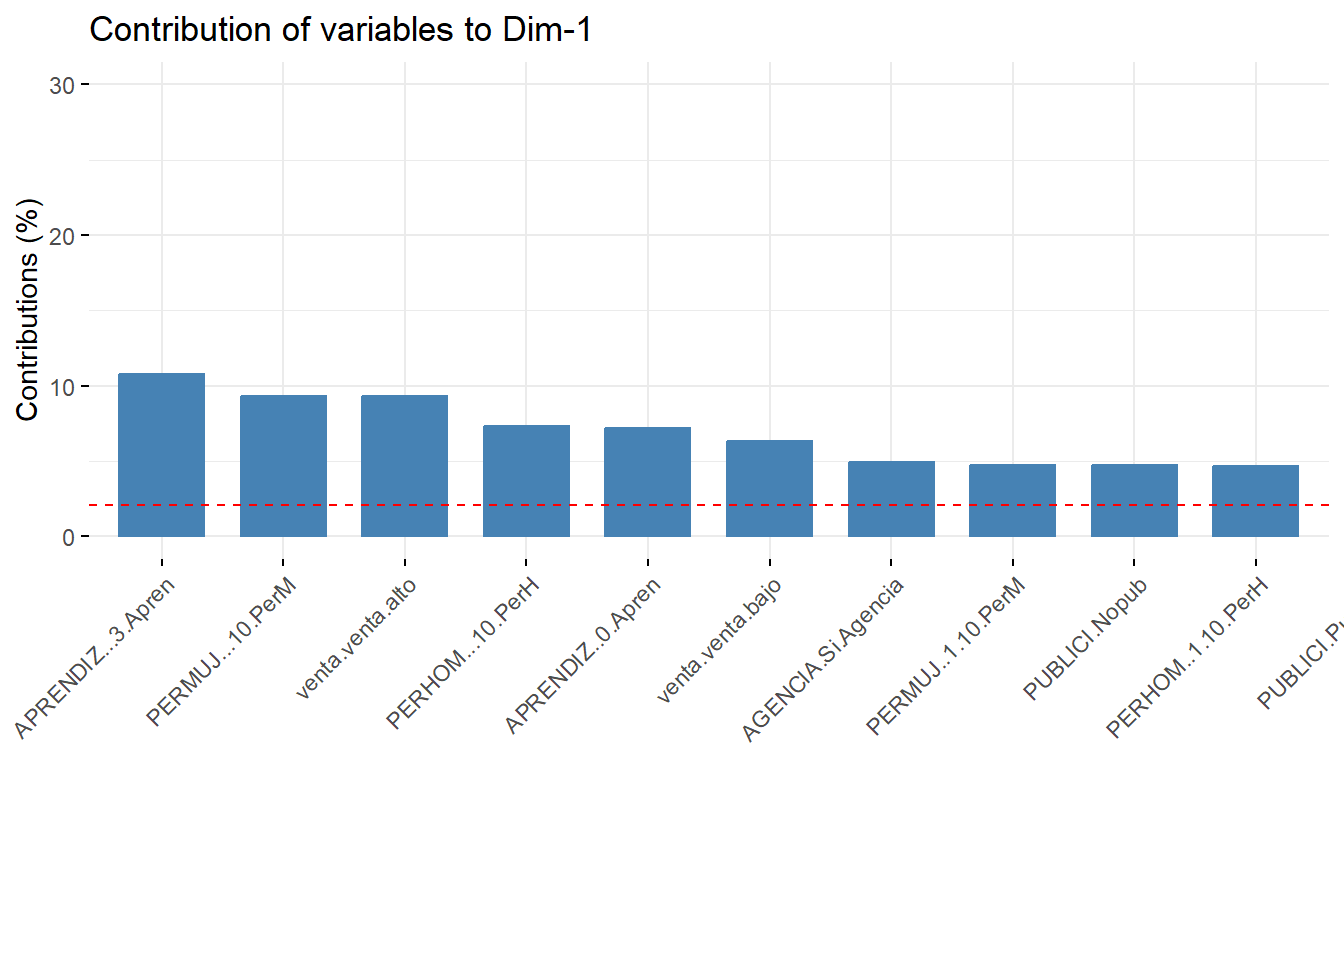 Contribution of variables to Dim-1
Contributions (%)
30
20
10
0
APRENDIZ...3.Apren
PERMUJ...10.PerM
venta.venta.alto
PERHOM...10.PerH
APRENDIZ..0.Apren
venta.venta.bajo
AGENCIA.Si.Agencia
PERMUJ..1.10.PerM
PUBLICI.Nopub
PERHOM..1.10.PerH
PUBLICI.Pu